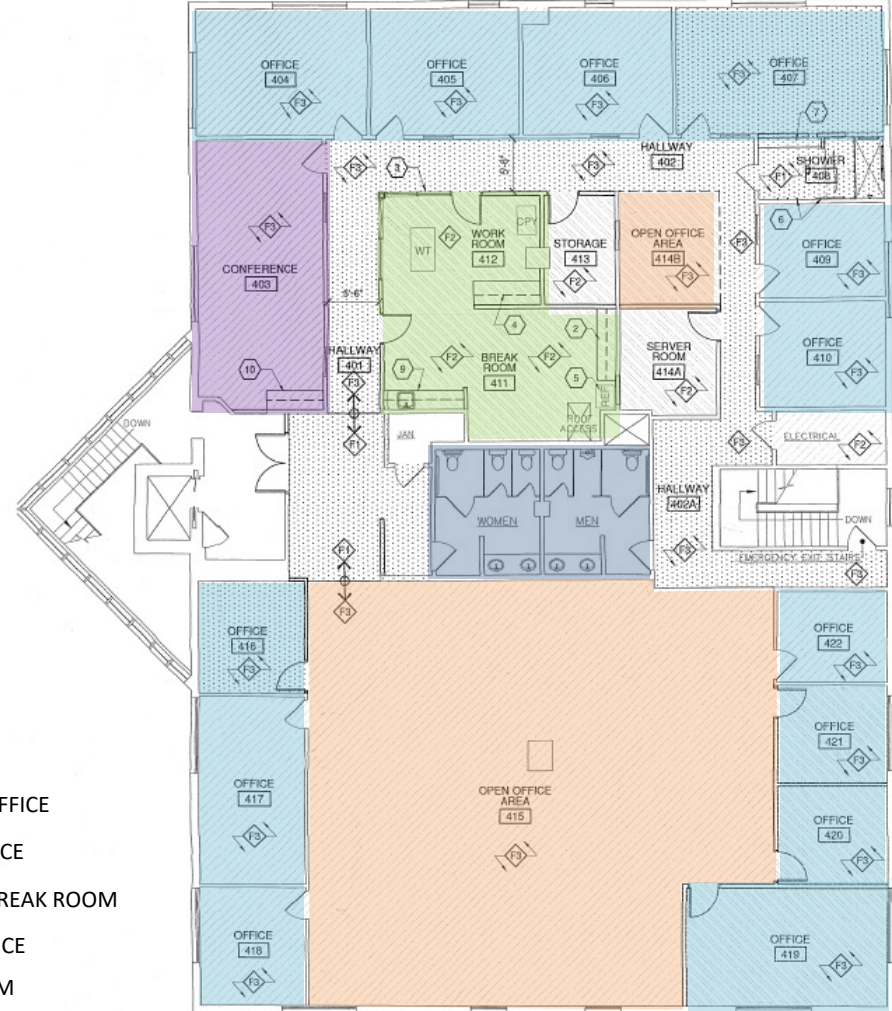 OFFICE
404
F3
OFFICE
405
F3
OFFICE
406
F3
OFFICE
407
F3
7
HALLWAY
402
F3
5'-6"
3
F3
SHOWER
408
F1
6
CONFERENCE
403
F3
10
WORK
ROOM
412
F2
WT
CPY
STORAGE
413
F2
OPEN OFFICE
AREA
414B
F3
F3
OFFICE
409
F3
5'-6"
HALLWAY
401
F3
F1
4
2
BREAK
ROOM
411
F2
F2
9
5
REF
ROOF
ACCESS
SERVER
ROOM
414A
F2
OFFICE
410
F3
JAN
ELECTRICAL
F2
F3
DOWN
WOMEN
MEN
HALLWAY
402A
F3
DOWN
EMERGENCY EXIT STAIRS
F3
F1
F3
OFFICE
416
F3
OFFICE
422
F3
OFFICE
417
F3
OPEN OFFICE
AREA
415
F3
OFFICE
421
F3
OFFICE
420
F3
OFFICE
418
F3
OFFICE
419
F3
FFICE
CE
REAK ROOM
CE
M